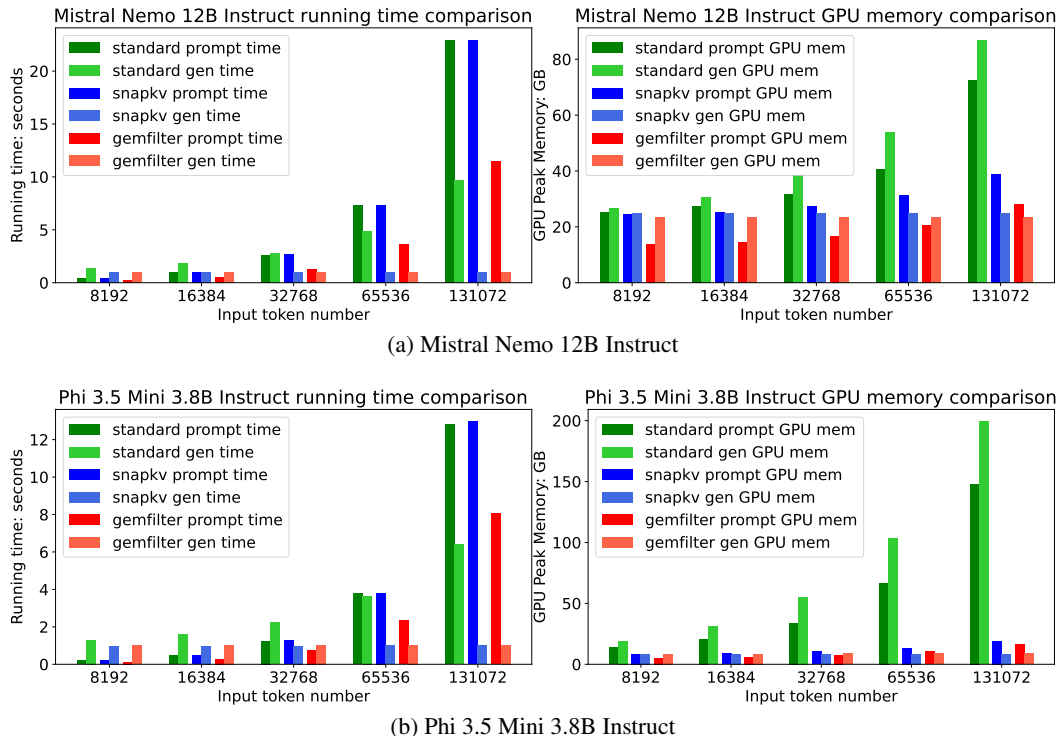 Mistral Nemo 12B Instruct running time comparison
Running time: seconds
20
15
10
5
0
standard prompt time
standard gen time
snapkv prompt time
snapkv gen time
gemfilter prompt time
gemfilter gen time
8192 16384 32768 65536 131072
Input token number
Mistral Nemo 12B Instruct GPU memory comparison
GPU Peak Memory: GB
80
60
40
20
0
standard prompt GPU mem
standard gen GPU mem
snapkv prompt GPU mem
snapkv gen GPU mem
gemfilter prompt GPU mem
gemfilter gen GPU mem
8192 16384 32768 65536 131072
Input token number
(a) Mistral Nemo 12B Instruct
Phi 3.5 Mini 3.8B Instruct running time comparison
Running time: seconds
12
10
8
6
4
2
0
standard prompt time
standard gen time
snapkv prompt time
snapkv gen time
gemfilter prompt time
gemfilter gen time
8192 16384 32768 65536 131072
Input token number
Phi 3.5 Mini 3.8B Instruct GPU memory comparison
GPU Peak Memory: GB
200
150
100
50
0
standard prompt GPU mem
standard gen GPU mem
snapkv prompt GPU mem
snapkv gen GPU mem
gemfilter prompt GPU mem
gemfilter gen GPU mem
8192 16384 32768 65536 131072
Input token number
(b) Phi 3.5 Mini 3.8B Instruct